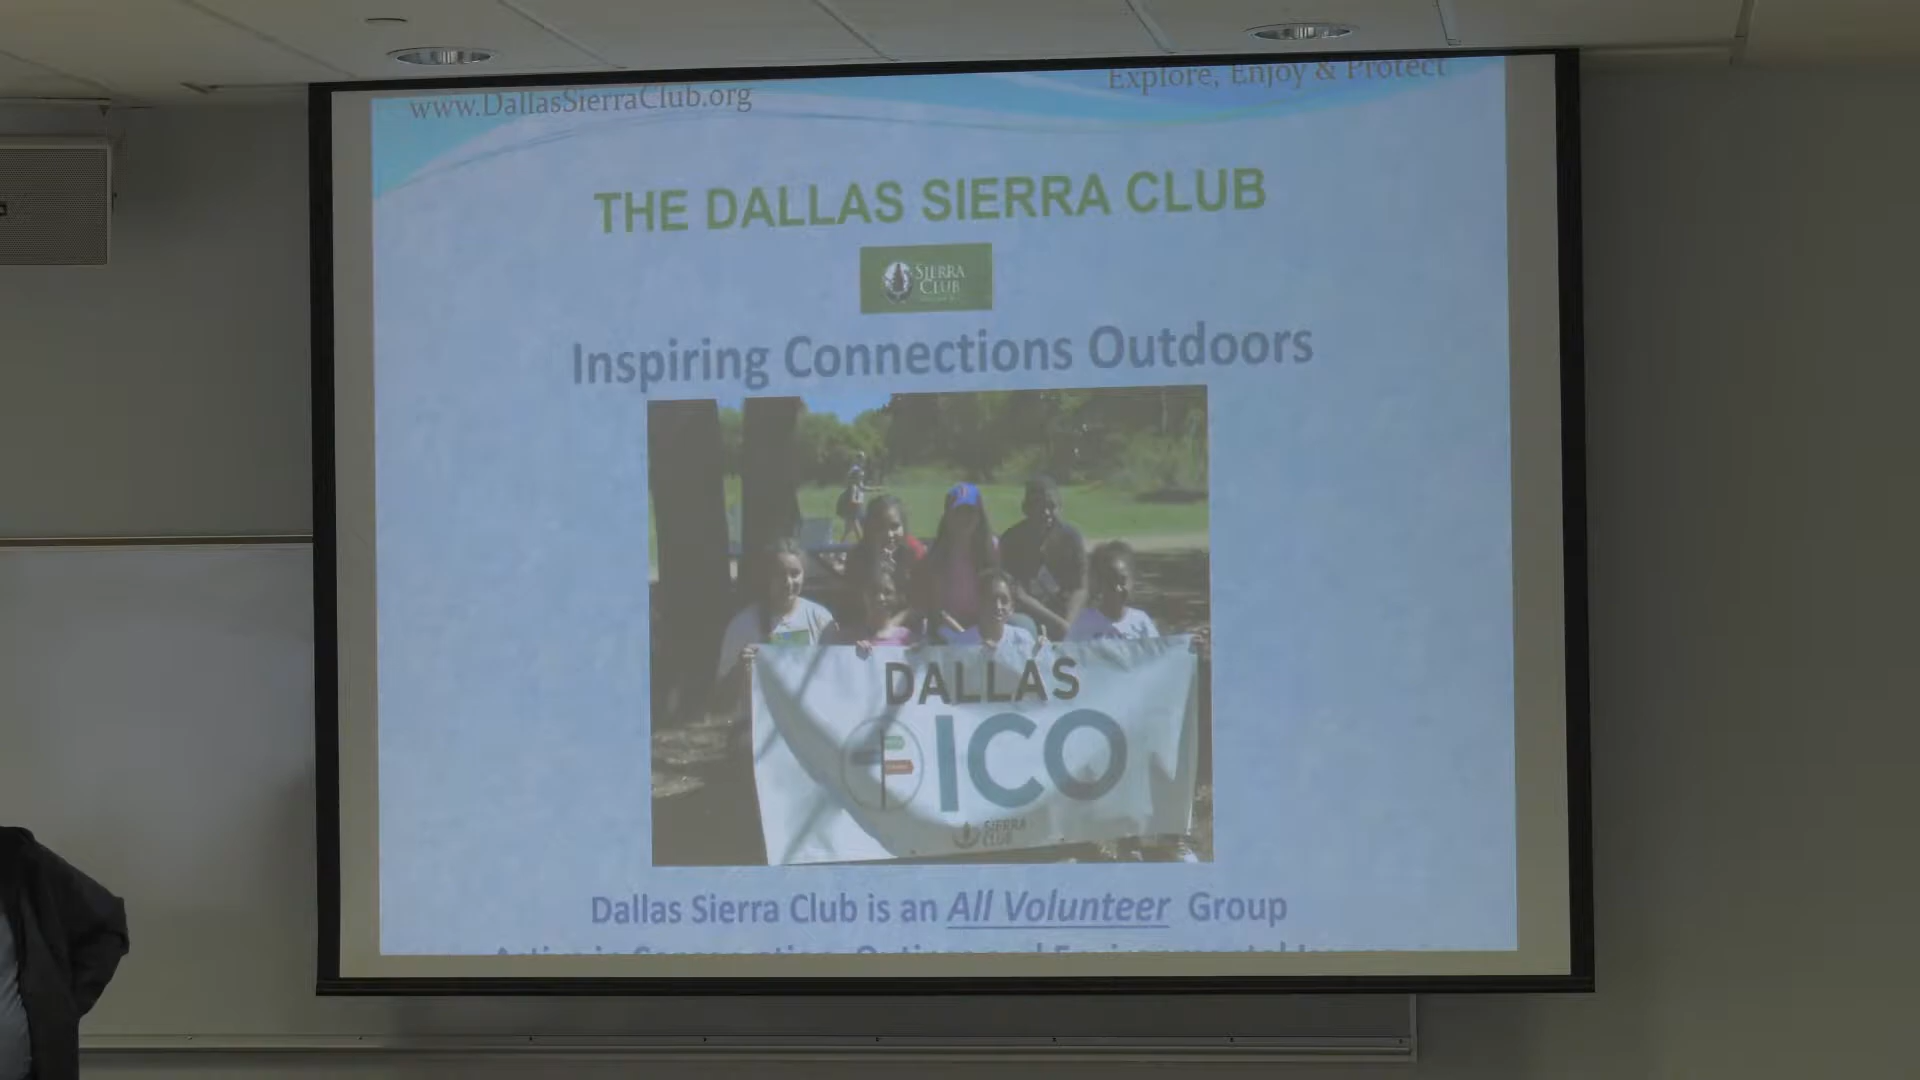 www.DallasSierraClub.org
Explore, Enjoy & Protect
THE DALLAS SIERRA CLUB
SIERRA
CLUB
Inspiring Connections Outdoors
DALLAS
ICO
SIERRA
CLUB
Dallas Sierra Club is an All Volunteer Group